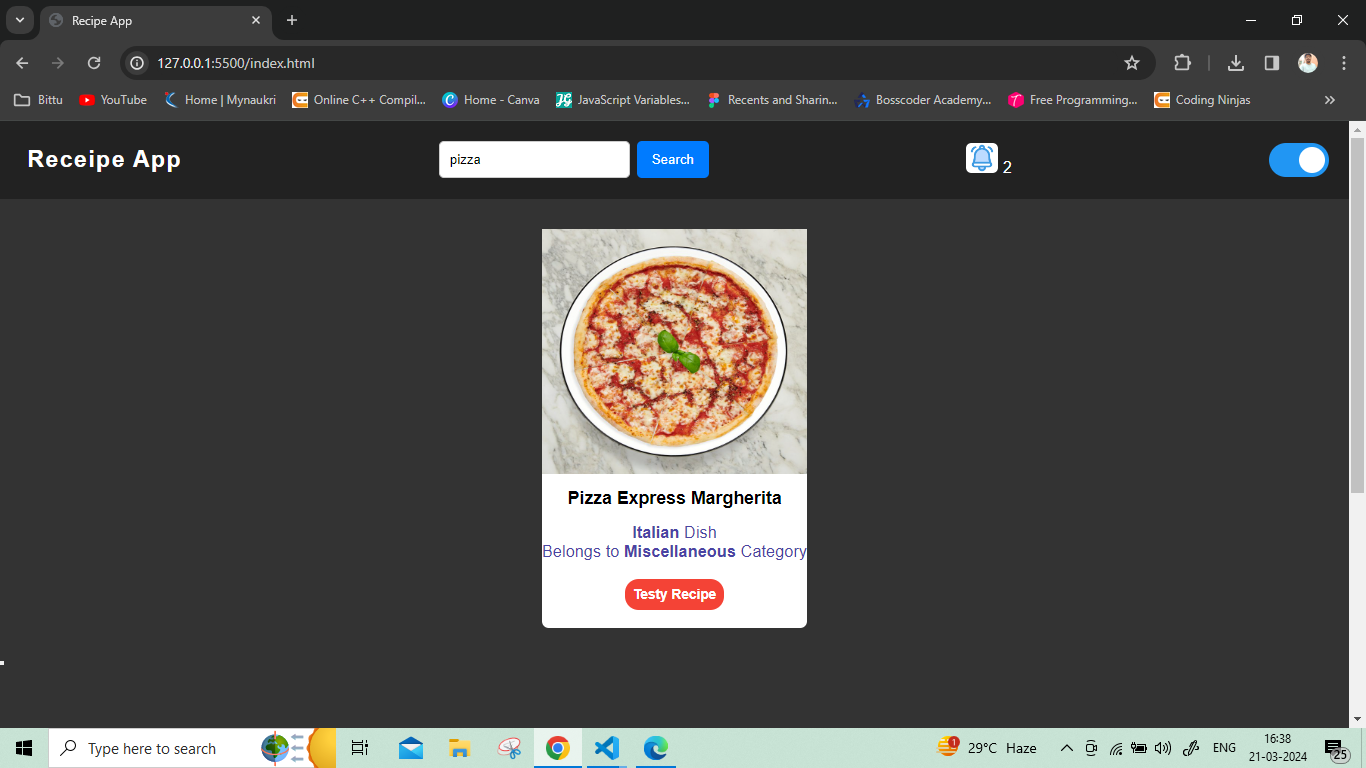 Recipe App
127.0.0.1:5500/index.html
Bittu YouTube Home | Mynaukri Online C++ Compil... Home - Canva JavaScript Variables... Recents and Sharin... Bosscoder Academy... Free Programming... Coding Ninjas
Receipe App pizza Search 2
Pizza Express Margherita
Italian Dish
Belongs to Miscellaneous Category
Testy Recipe
Type here to search 1 29°C Haze ENG 16:38
21-03-2024 25